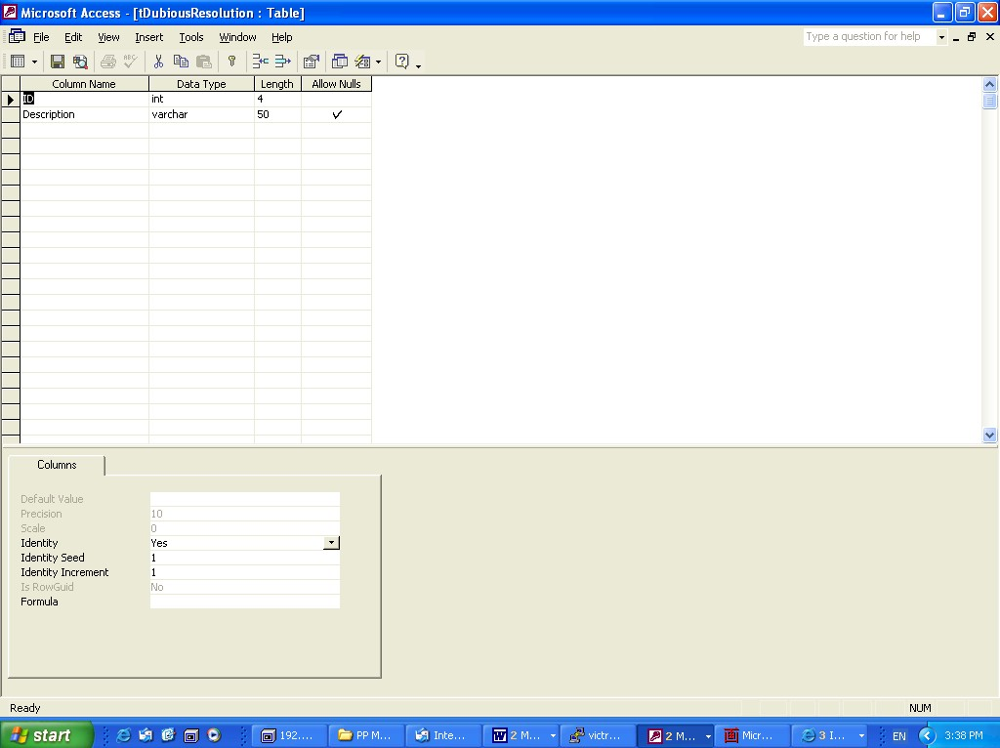 Microsoft Access - [tDubiousResolution : Table]
File Edit View Insert Tools Window Help Type a question for help
Column Name Data Type Length Allow Nulls
ID int 4
Description varchar 50
Columns
Default Value
Precision 10
Scale 0
Identity Yes
Identity Seed 1
Identity Increment 1
Is RowGuid No
Formula
Ready NUM
start 192.... PP M... Inte... 2 M... victr... 2 M... Micr... 3 I... EN 3:38 PM